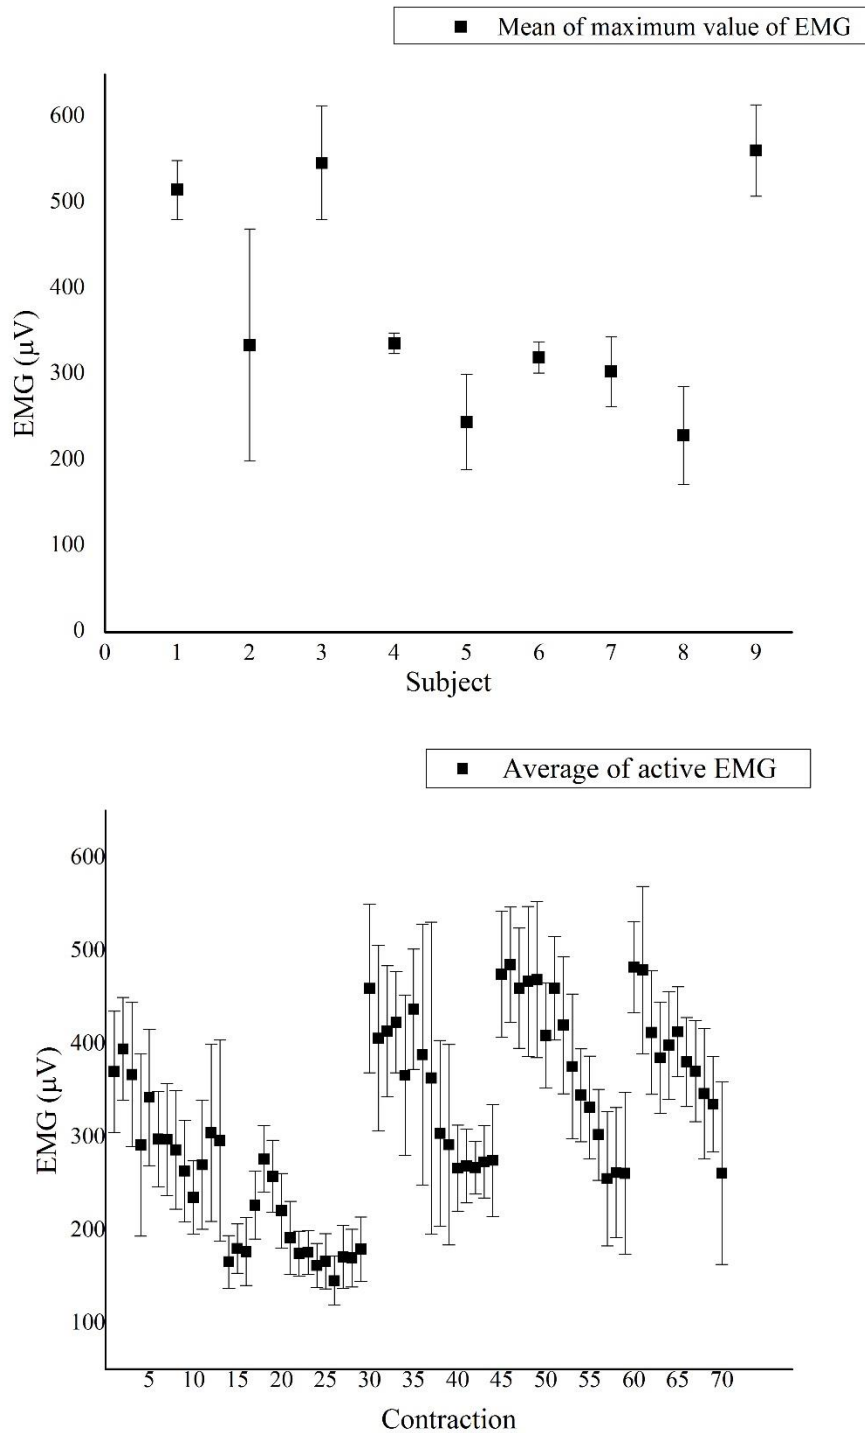 Mean of maximum value of EMG
600
500
400
300
200
100
0
EMG (µV)
0 1 2 3 4 5 6 7 8 9
Subject
Average of active EMG
600
500
400
300
200
100
EMG (µV)
5 10 15 20 25 30 35 40 45 50 55 60 65 70
Contraction